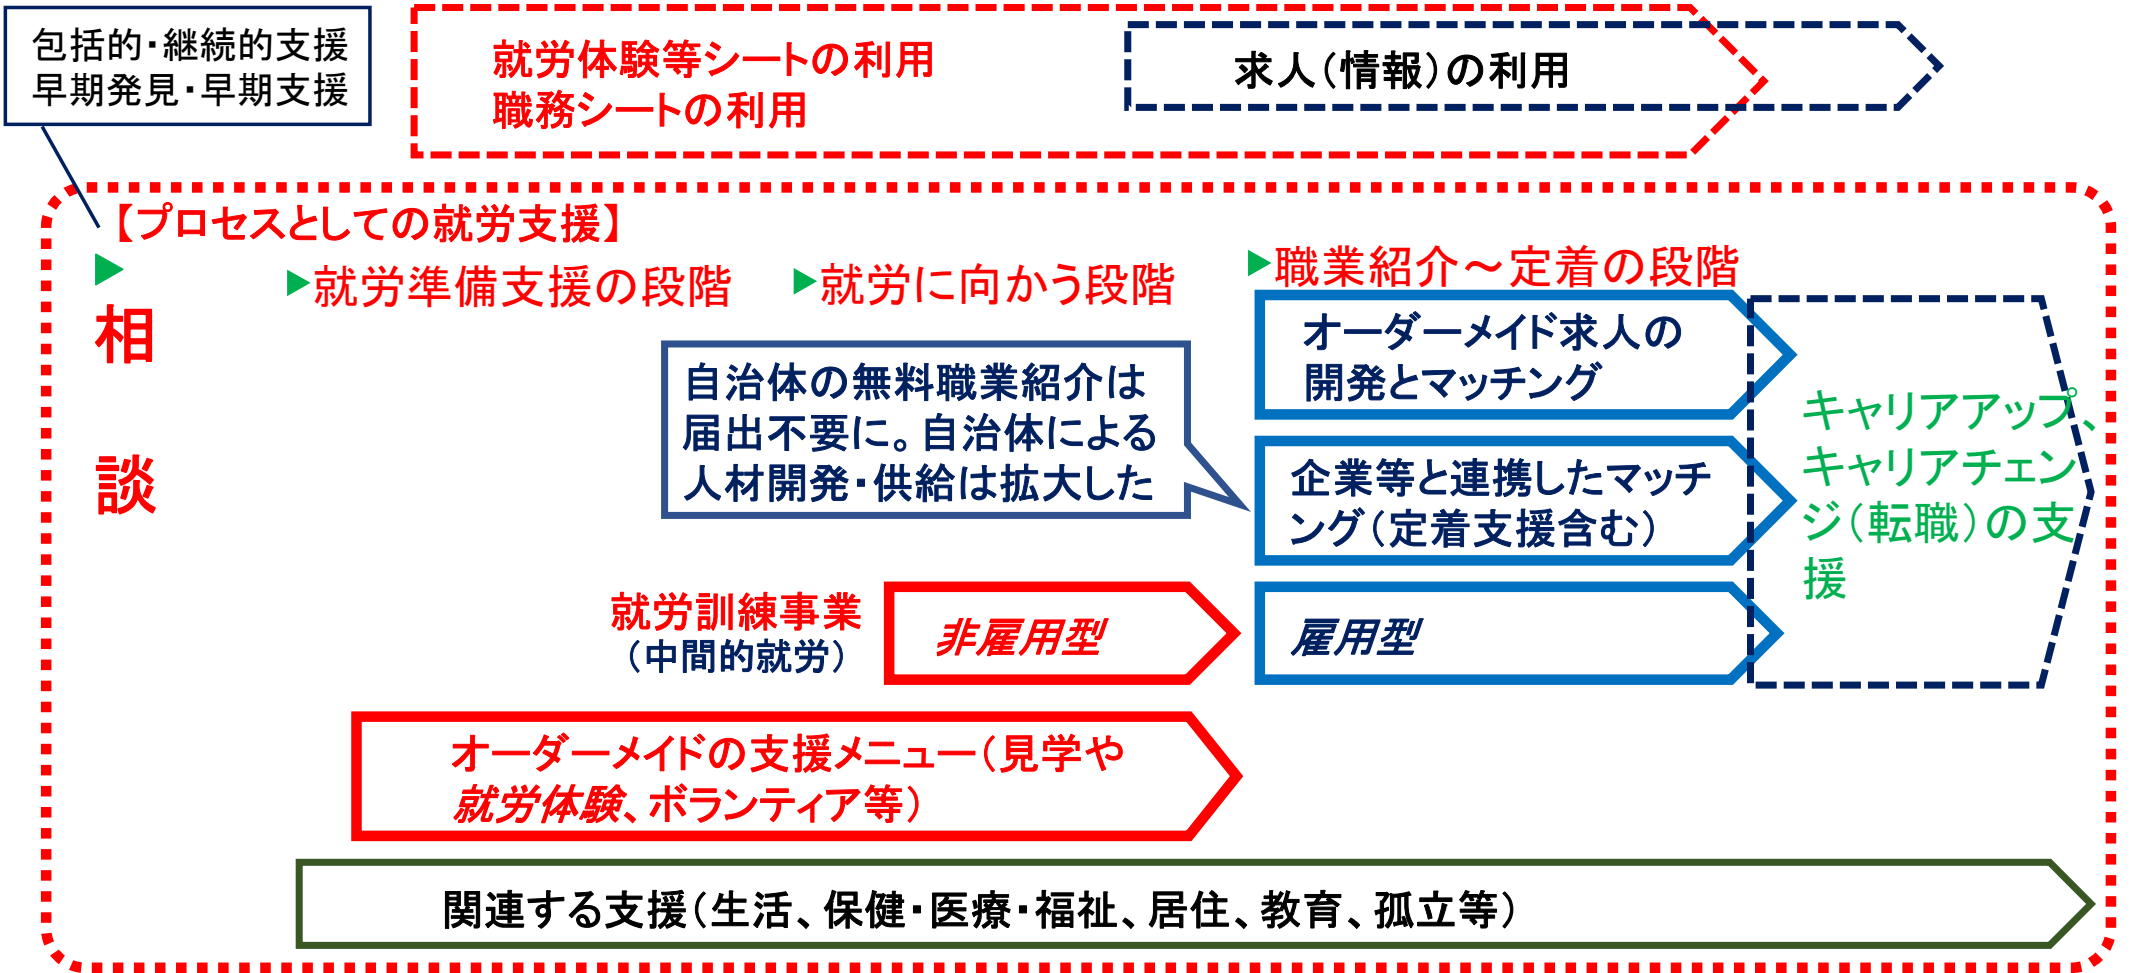 包括的・継続的支援
早期発見・早期支援
就労体験等シートの利用
職務シートの利用
求人（情報）の利用
【プロセスとしての就労支援】
相
談
就労準備支援の段階
就労に向かう段階
職業紹介～定着の段階
オーダーメイド求人の
開発とマッチング
自治体の無料職業紹介は
届出不要に。自治体による
人材開発・供給は拡大した
企業等と連携したマッチ
ング（定着支援含む）
キャリアアップ、
キャリアチェン
ジ（転職）の支
援
就労訓練事業
（中間的就労）
非雇用型
雇用型
オーダーメイドの支援メニュー（見学や
就労体験、ボランティア等）
関連する支援（生活、保健・医療・福祉、居住、教育、孤立等）